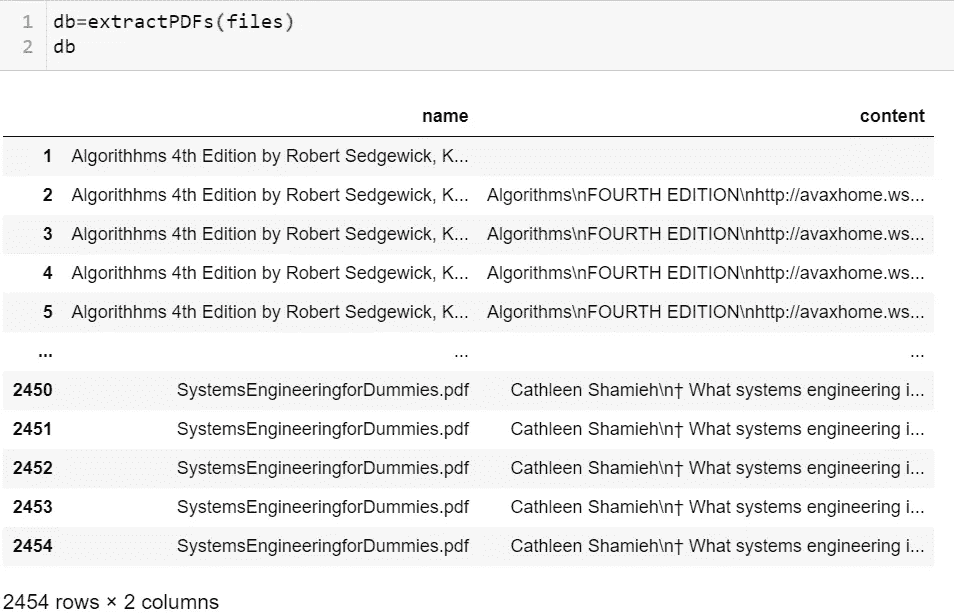 1 db=extractPDFs(files)
2 db
name content
1 Algorithhms 4th Edition by Robert Sedgewick, K...
2 Algorithhms 4th Edition by Robert Sedgewick, K... Algorithms\nFOURTH EDITION\nhttp://avaxhome.ws...
3 Algorithhms 4th Edition by Robert Sedgewick, K... Algorithms\nFOURTH EDITION\nhttp://avaxhome.ws...
4 Algorithhms 4th Edition by Robert Sedgewick, K... Algorithms\nFOURTH EDITION\nhttp://avaxhome.ws...
5 Algorithhms 4th Edition by Robert Sedgewick, K... Algorithms\nFOURTH EDITION\nhttp://avaxhome.ws...
... ... ...
2450 SystemsEngineeringforDummies.pdf Cathleen Shamieh\n† What systems engineering i...
2451 SystemsEngineeringforDummies.pdf Cathleen Shamieh\n† What systems engineering i...
2452 SystemsEngineeringforDummies.pdf Cathleen Shamieh\n† What systems engineering i...
2453 SystemsEngineeringforDummies.pdf Cathleen Shamieh\n† What systems engineering i...
2454 SystemsEngineeringforDummies.pdf Cathleen Shamieh\n† What systems engineering i...
2454 rows × 2 columns